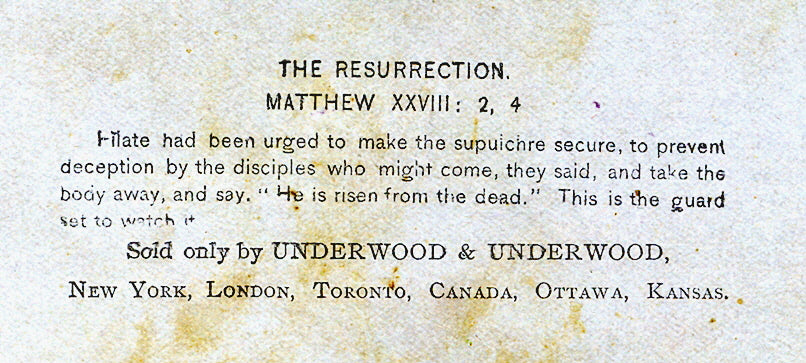 THE RESURRECTION.
MATTHEW XXVIII: 2, 4
Pilate had been urged to make the supulchre secure, to prevent
deception by the disciples who might come, they said, and take the
body away, and say. "He is risen from the dead." This is the guard
set to watch it
Sold only by UNDERWOOD & UNDERWOOD,
NEW YORK, LONDON, TORONTO, CANADA, OTTAWA, KANSAS.